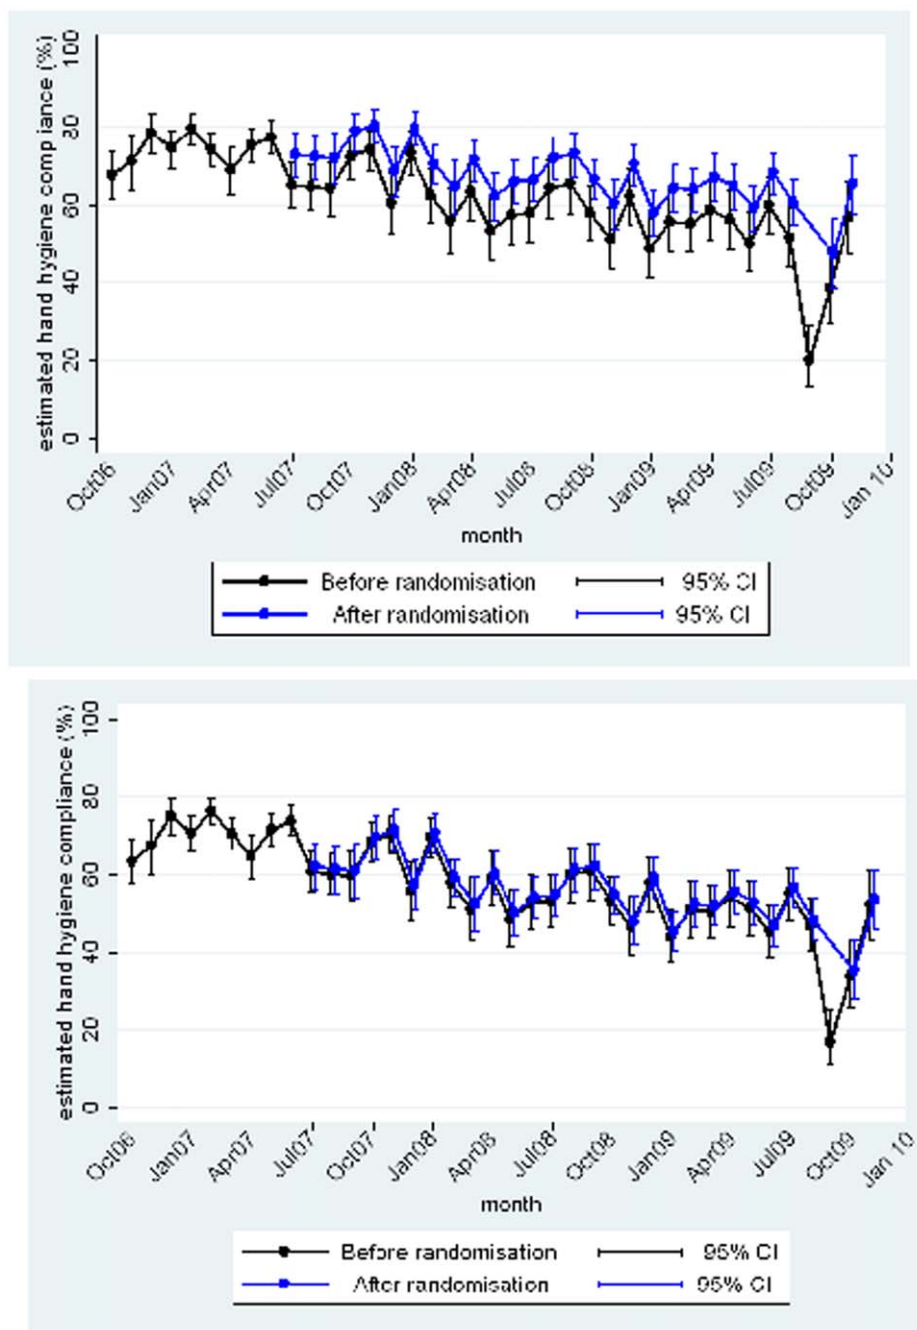 estimated hand hygiene compliance (%)
100
80
60
40
20
0
Oct06 Jan07 Apr07 Jul07 Oct07 Jan08 Apr08 Jul08 Oct08 Jan09 Apr09 Jul09 Oct09 Jan 10
month
Before randomisation 95% CI
After randomisation 95% CI
estimated hand hygiene compliance (%)
100
80
60
40
20
0
Oct06 Jan07 Apr07 Jul07 Oct07 Jan08 Apr08 Jul08 Oct08 Jan09 Apr09 Jul09 Oct09 Jan 10
month
Before randomisation 95% CI
After randomisation 95% CI